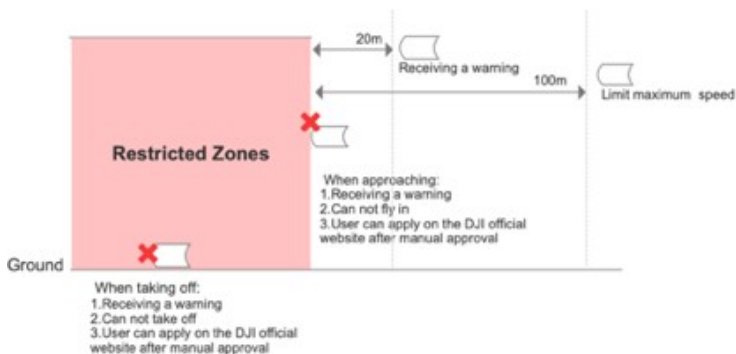 20m
Receiving a warning
100m
Limit maximum speed
Restricted Zones
When approaching:
1.Receiving a warning
2.Can not fly in
3.User can apply on the DJI official
website after manual approval
Ground
When taking off:
1.Receiving a warning
2.Can not take off
3.User can apply on the DJI official
website after manual approval